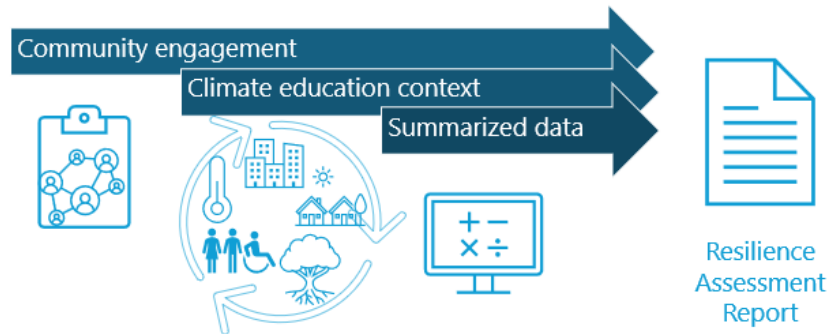 Community engagement
Climate education context
Summarized data
Resilience
Assessment
Report